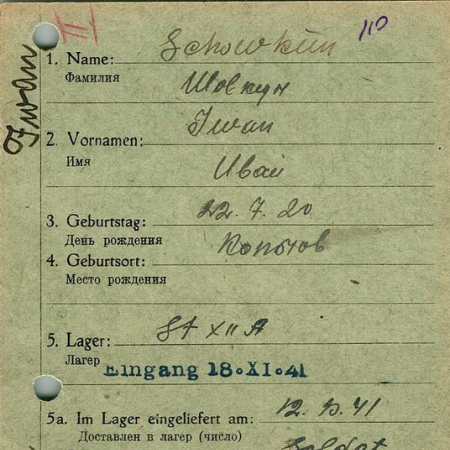 110
Iwan
1. Name: Schowkun
Фамилия Шовкун
2. Vornamen: Iwan
Имя Иван
3. Geburtstag: 22. 7. 20
День рождения
4. Geburtsort:
Место рождения
5. Lager: St XII A
Лагер
Eingang 18.XI.41
5a. Im Lager eingeliefert am: 12. 10. 41
Доставлен в лагер (число)
Soldat